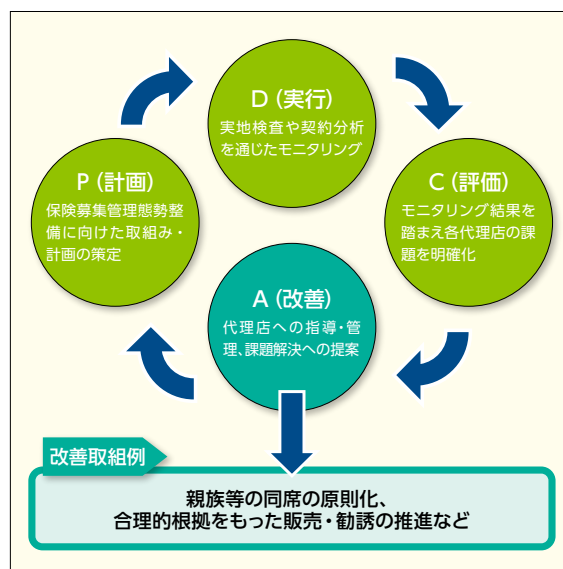 D（実行）
実地検査や契約分析
を通じたモニタリング
P（計画）
保険募集管理態勢整
備に向けた取組み・
計画の策定
C（評価）
モニタリング結果を
踏まえ各代理店の課
題を明確化
A（改善）
代理店への指導・管
理、課題解決への提案
改善取組例
親族等の同席の原則化、
合理的根拠をもった販売・勧誘の推進など